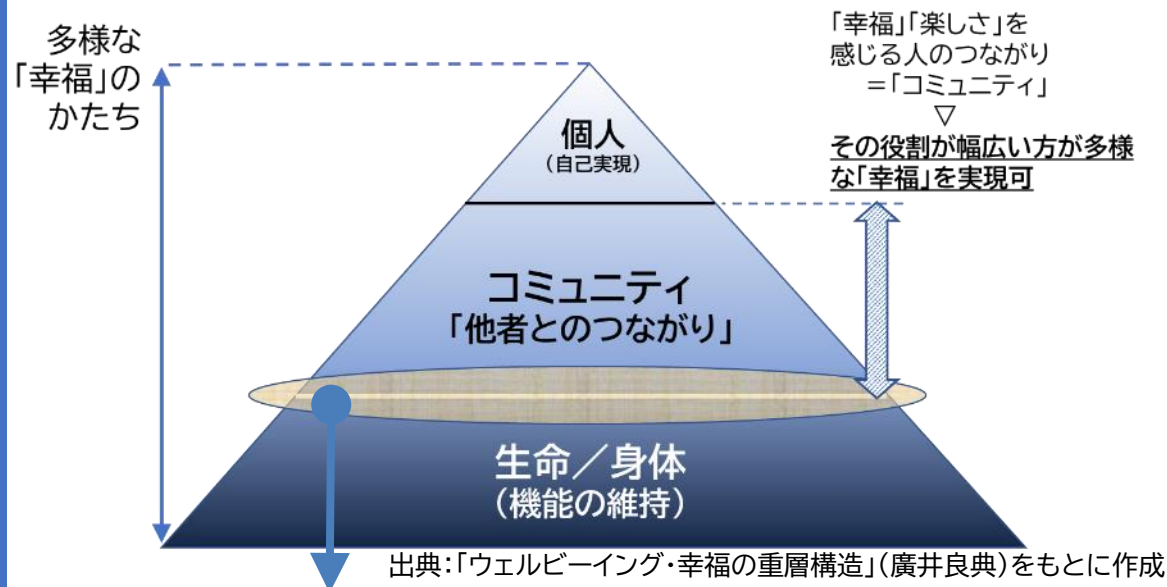 多様な
「幸福」の
かたち
「幸福」「楽しさ」を
感じる人のつながり
＝「コミュニティ」
▽
その役割が幅広い方が多様
な「幸福」を実現可
個人
（自己実現）
コミュニティ
「他者とのつながり」
生命／身体
（機能の維持）
出典：「ウェルビーイング・幸福の重層構造」（廣井良典）をもとに作成